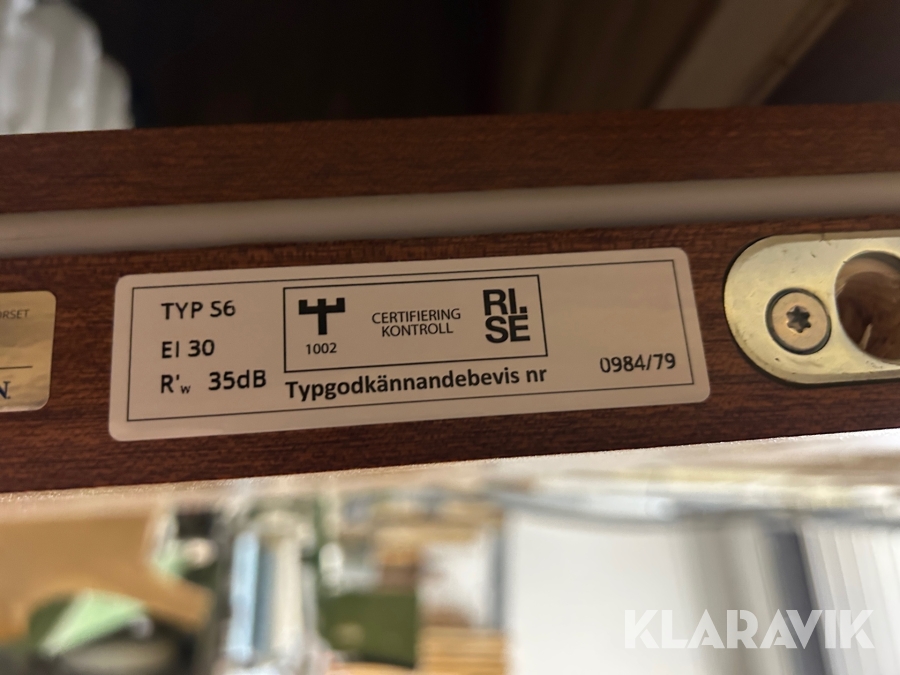 TYP S6
EI 30
R'w 35dB
1002
CERTIFIERING
KONTROLL
RI.
SE
Typgodkännandebevis nr
0984/79
KLARAVIK